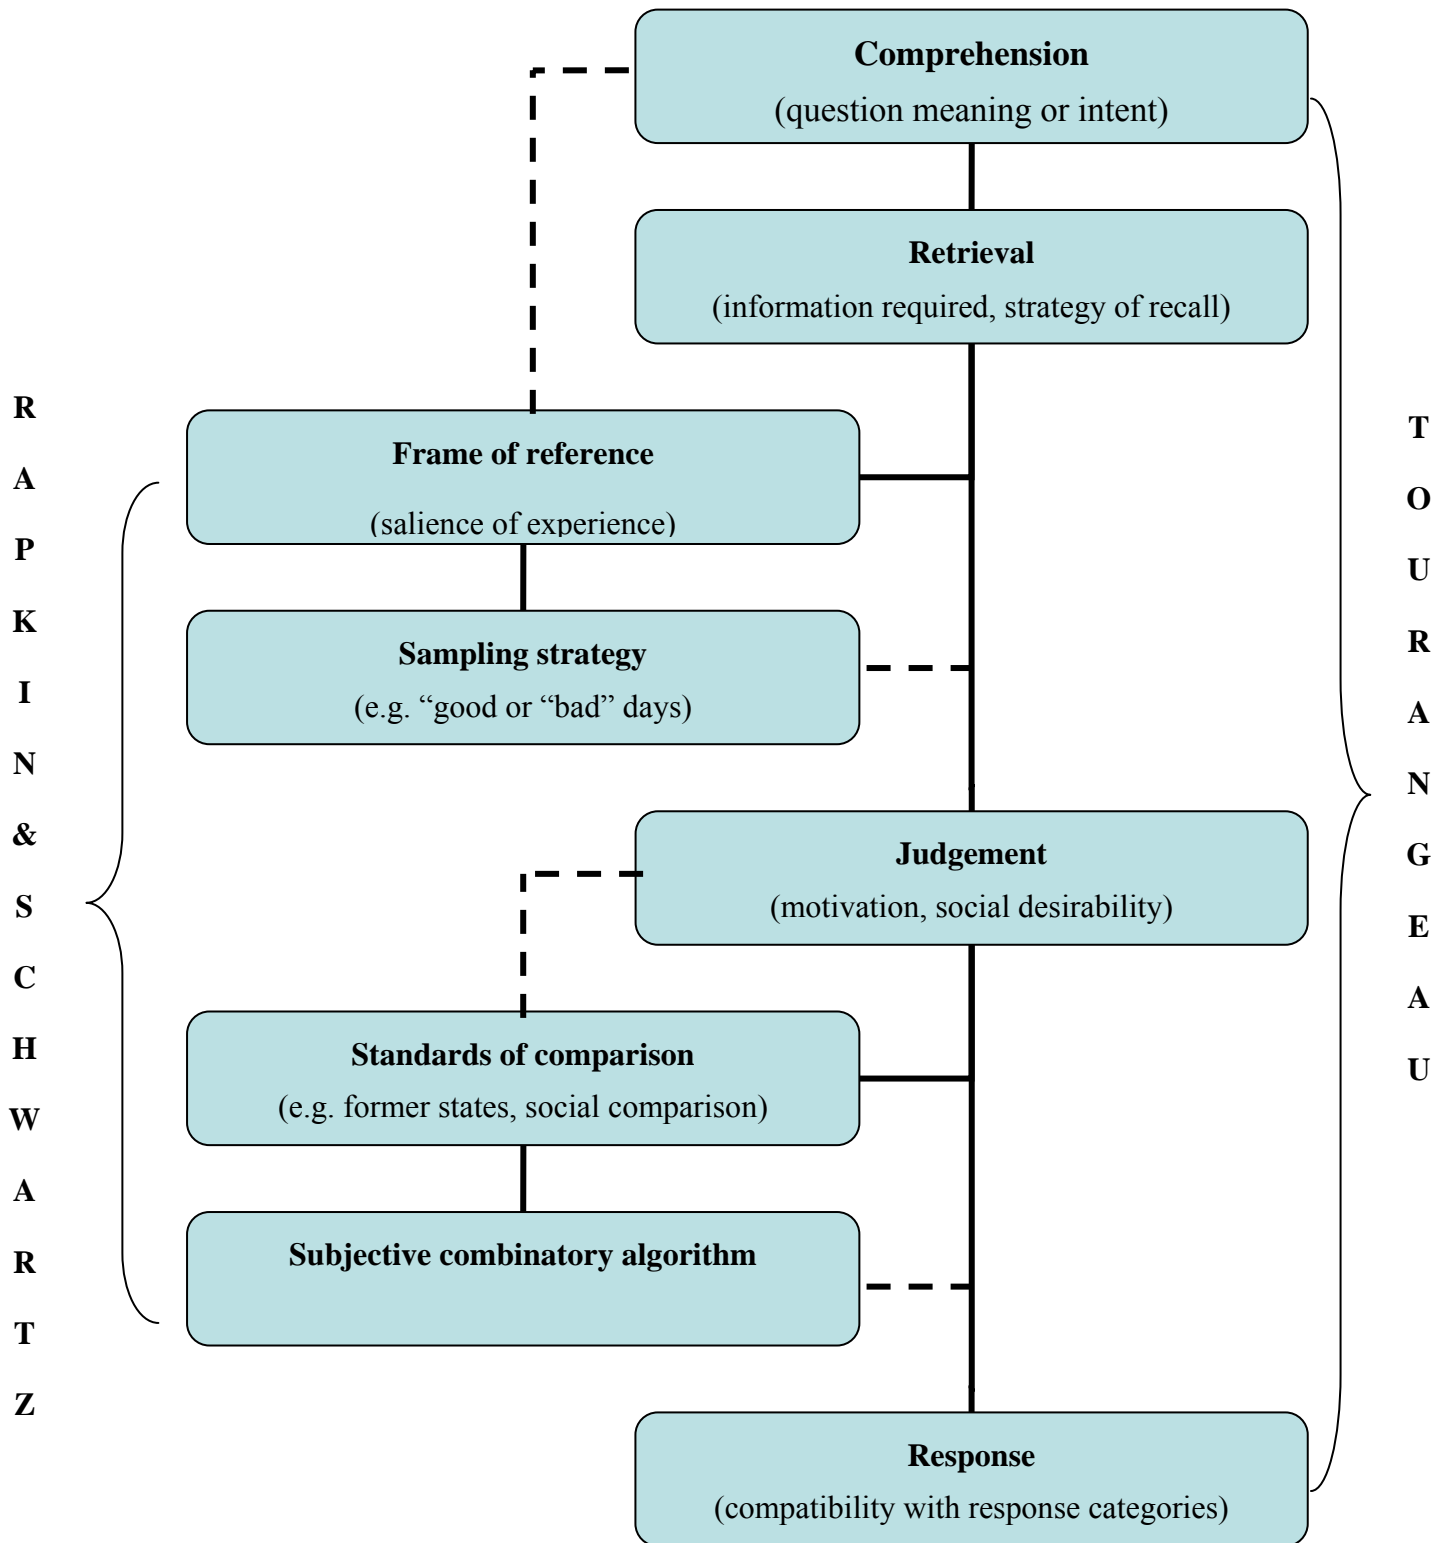 Comprehension
(question meaning or intent)
Retrieval
(information required, strategy of recall)
Frame of reference
(salience of experience)
Sampling strategy
(e.g. “good or “bad” days)
Judgement
(motivation, social desirability)
Standards of comparison
(e.g. former states, social comparison)
Subjective combinatory algorithm
Response
(compatibility with response categories)
R
A
P
K
I
N
&
S
C
H
W
A
R
T
Z
T
O
U
R
A
N
G
E
A
U